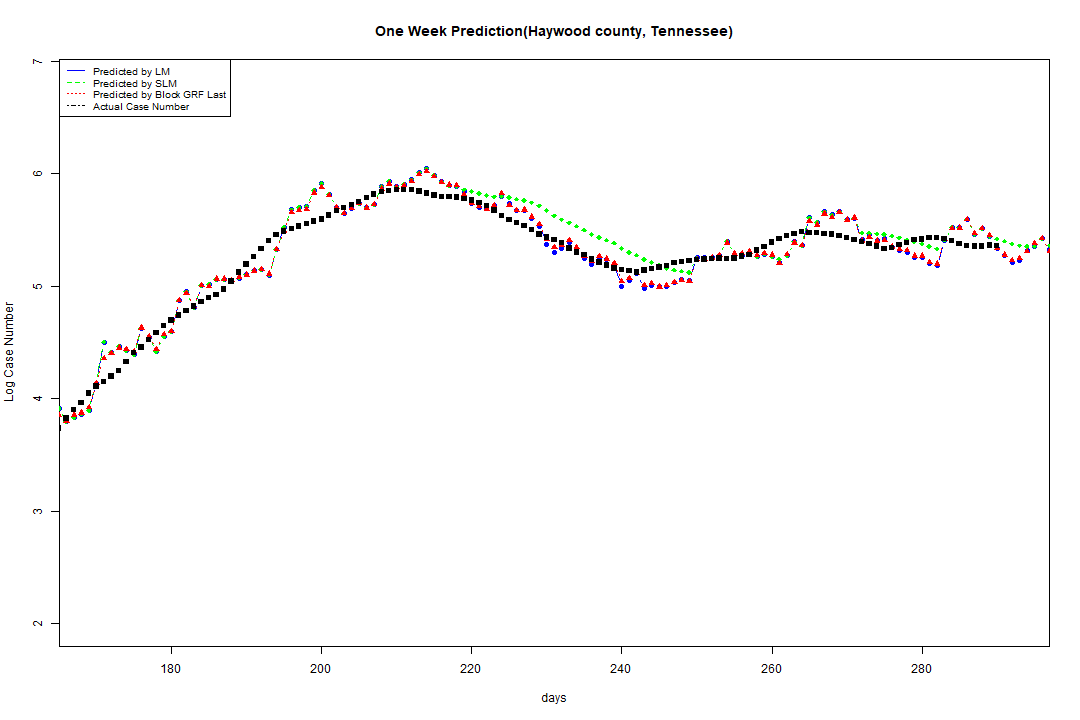 One Week Prediction(Haywood county, Tennessee)
Predicted by LM
Predicted by SLM
Predicted by Block GRF Last
Actual Case Number
7
6
5
4
3
2
Log Case Number
180 200 220 240 260 280
days